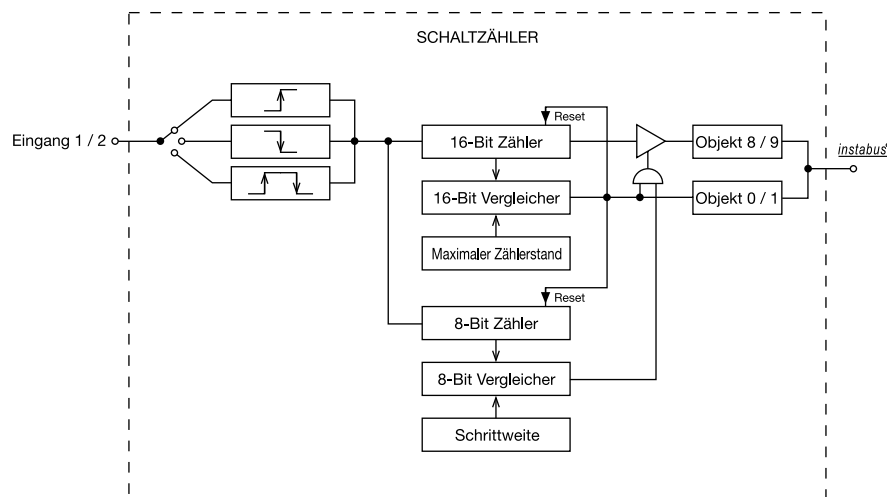 SCHALTZÄHLER
Eingang 1 / 2
Reset
16-Bit Zähler
Objekt 8 / 9
instabus
16-Bit Vergleicher
Objekt 0 / 1
Maximaler Zählerstand
Reset
8-Bit Zähler
8-Bit Vergleicher
Schrittweite